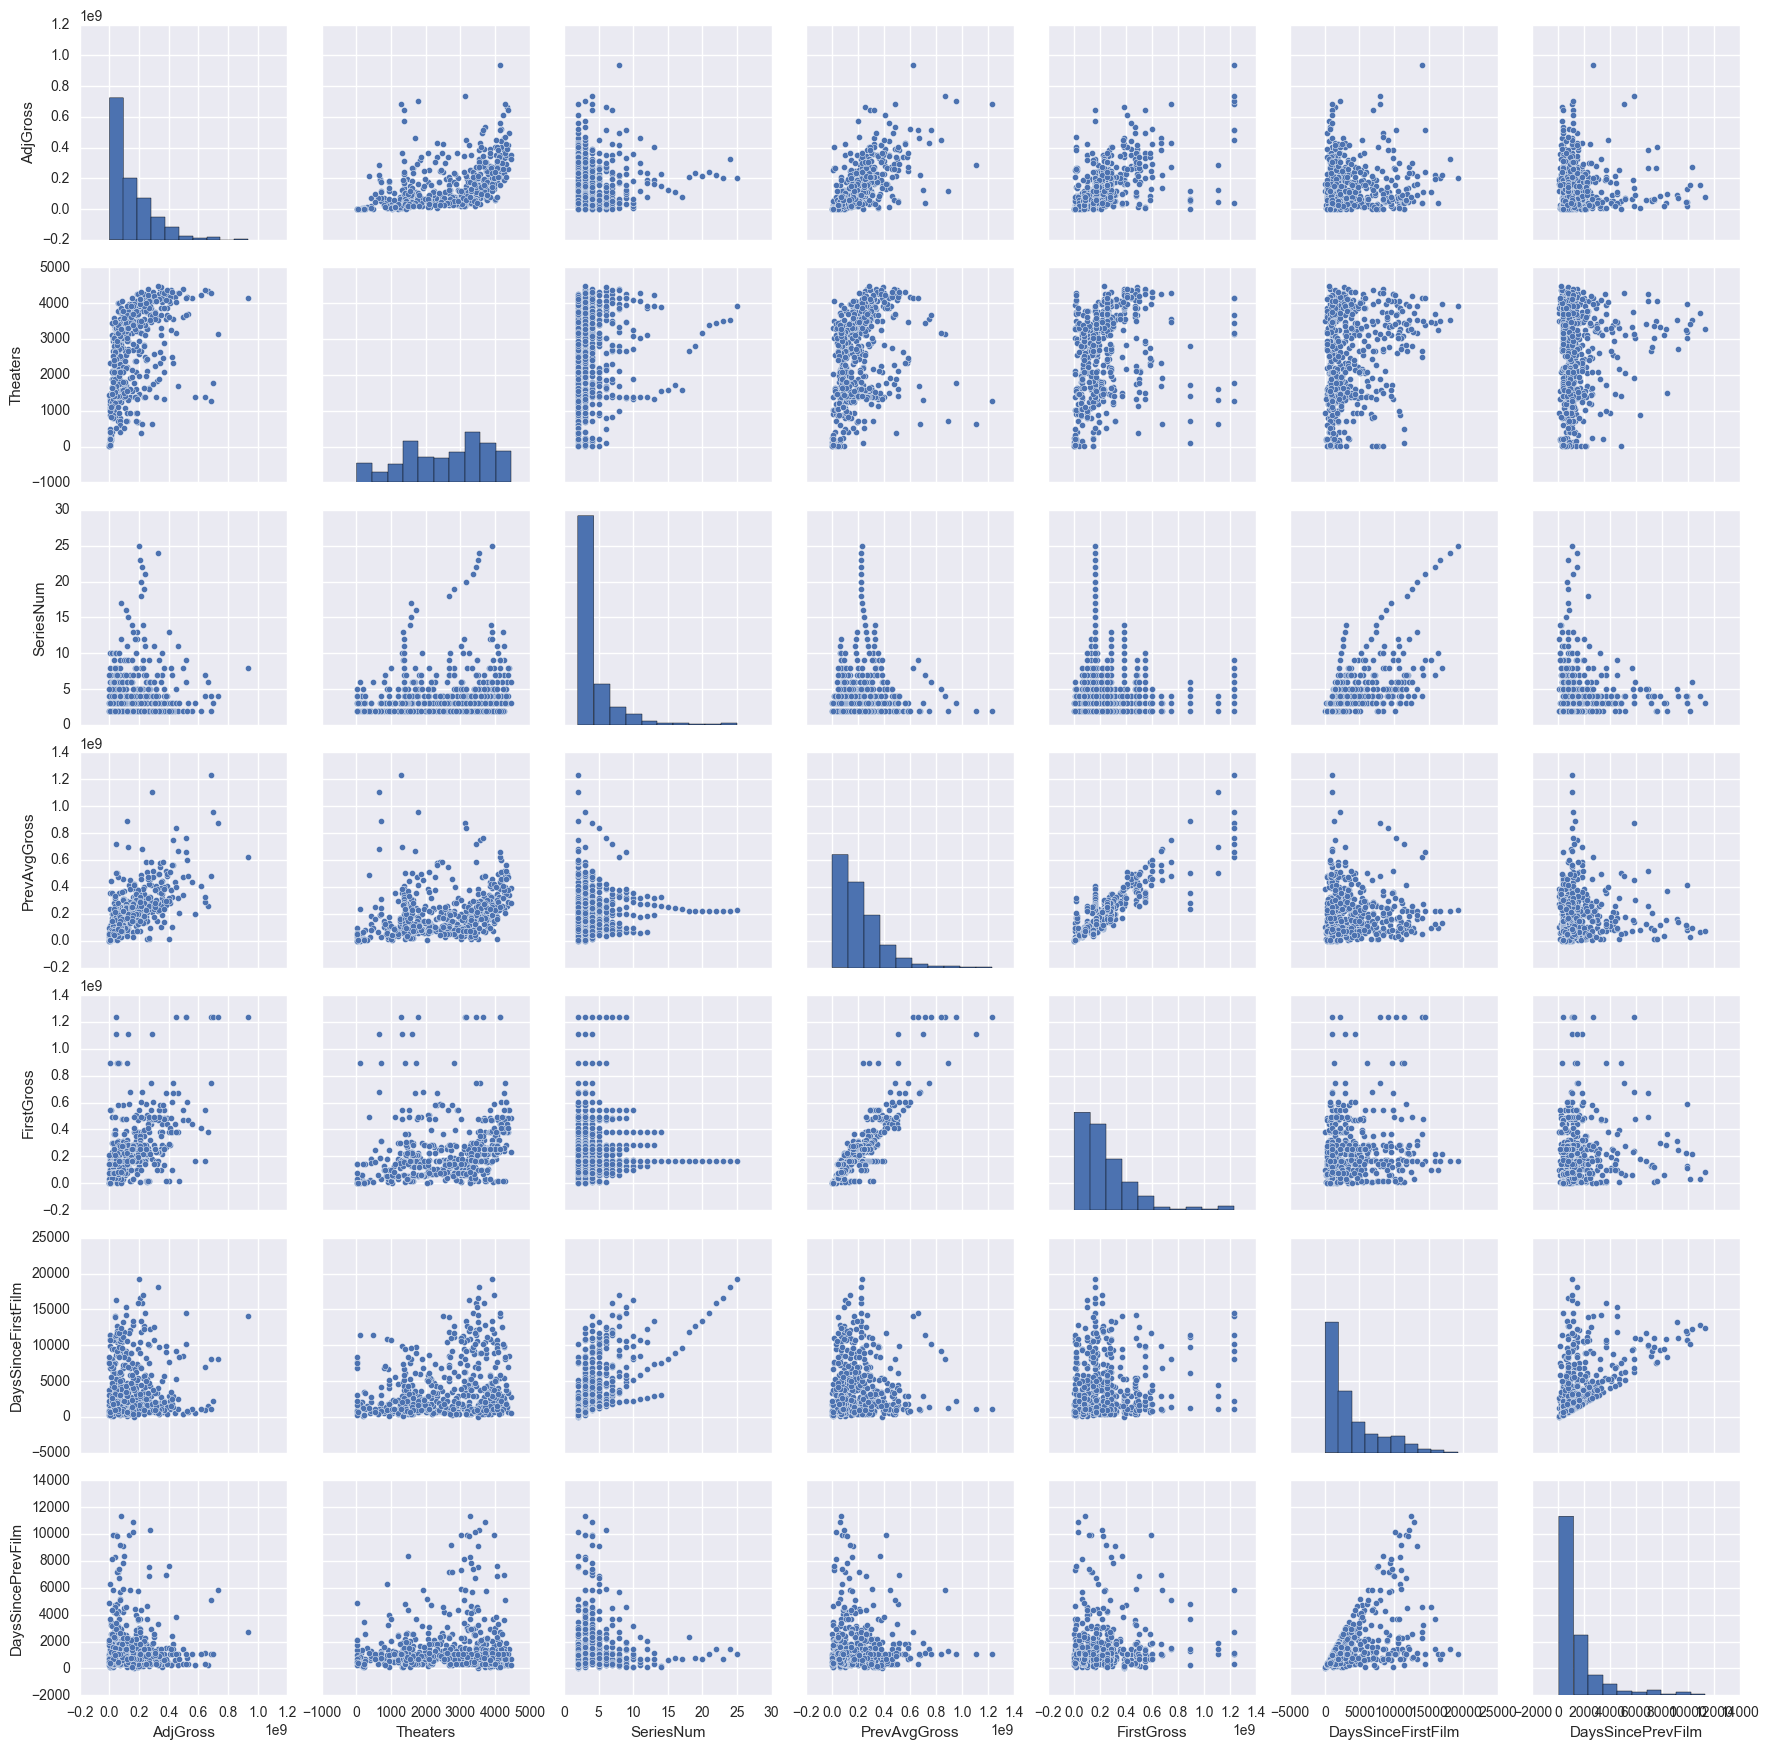 1e9
1.2
1.0
0.8
0.6
0.4
0.2
0.0
−0.2
AdjGross
5000
4000
3000
2000
1000
0
−1000
Theaters
30
25
20
15
10
5
0
SeriesNum
1e9
1.4
1.2
1.0
0.8
0.6
0.4
0.2
0.0
−0.2
PrevAvgGross
1e9
1.4
1.2
1.0
0.8
0.6
0.4
0.2
0.0
−0.2
FirstGross
25000
20000
15000
10000
5000
0
−5000
DaysSinceFirstFilm
14000
12000
10000
8000
6000
4000
2000
0
−2000
DaysSincePrevFilm
−0.2 0.0 0.2 0.4 0.6 0.8 1.0 1.2
1e9
AdjGross
−1000 0 1000 2000 3000 4000 5000
Theaters
0 5 10 15 20 25 30
SeriesNum
−0.2 0.0 0.2 0.4 0.6 0.8 1.0 1.2 1.4
1e9
PrevAvgGross
−0.2 0.0 0.2 0.4 0.6 0.8 1.0 1.2 1.4
1e9
FirstGross
−5000 0 5000 10000 15000 20000 25000
DaysSinceFirstFilm
−2000 0 2000 4000 6000 8000 10000 12000 14000
DaysSincePrevFilm